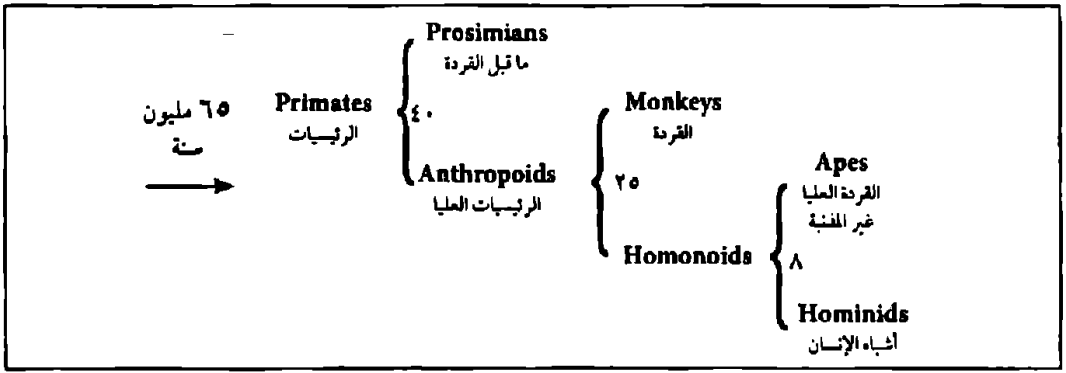 Prosimians
ما قبل القردة
٦٥ مليون
سنة
Primates
الرئيسيات
٤٠
Anthropoids
الرئيسيات العليا
Monkeys
القردة
٢٥
Homonoids
Apes
القردة العليا
غير المذنبة
٨
Hominids
أشباه الإنسان